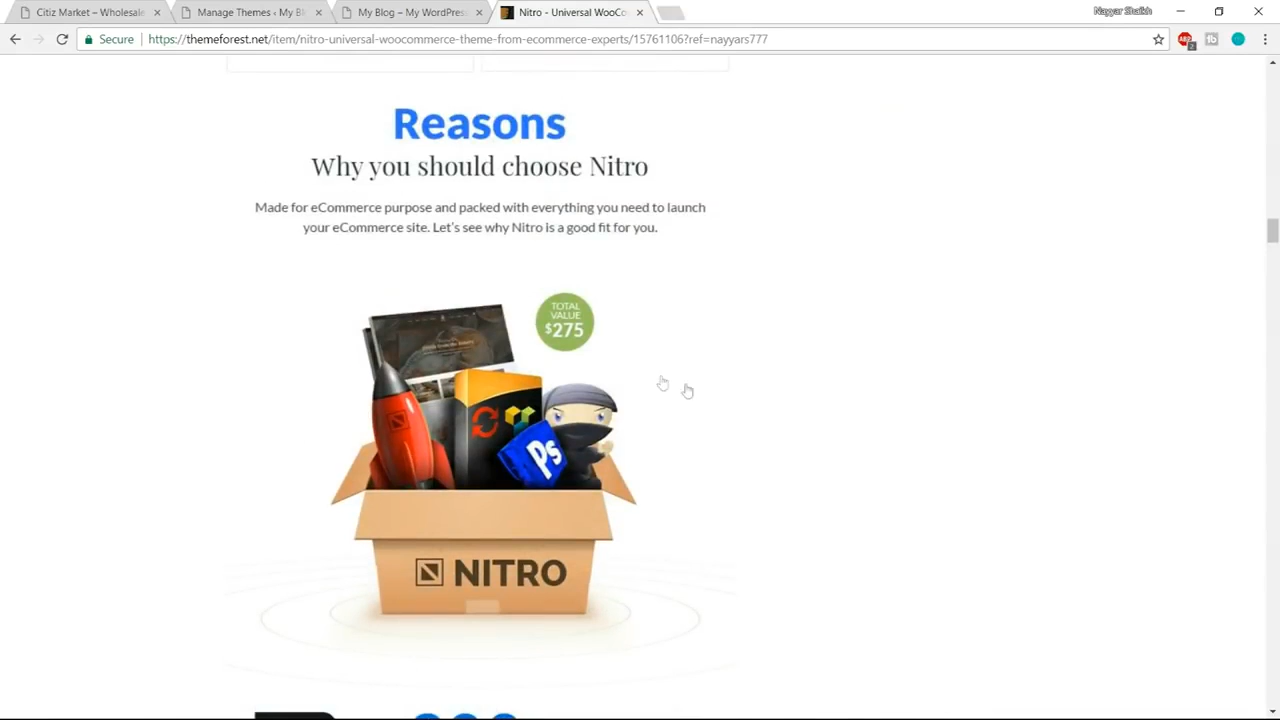 Citiz Market – Wholesale
Manage Themes ‹ My Bl
My Blog – My WordPress
Nitro - Universal WooCo
Nayyar Shaikh
Secure
https://themeforest.net/item/nitro-universal-woocommerce-theme-from-ecommerce-experts/15761106?ref=nayyars777
Reasons
Why you should choose Nitro
Made for eCommerce purpose and packed with everything you need to launch
your eCommerce site. Let's see why Nitro is a good fit for you.
TOTAL
VALUE
$275
Ps
NITRO